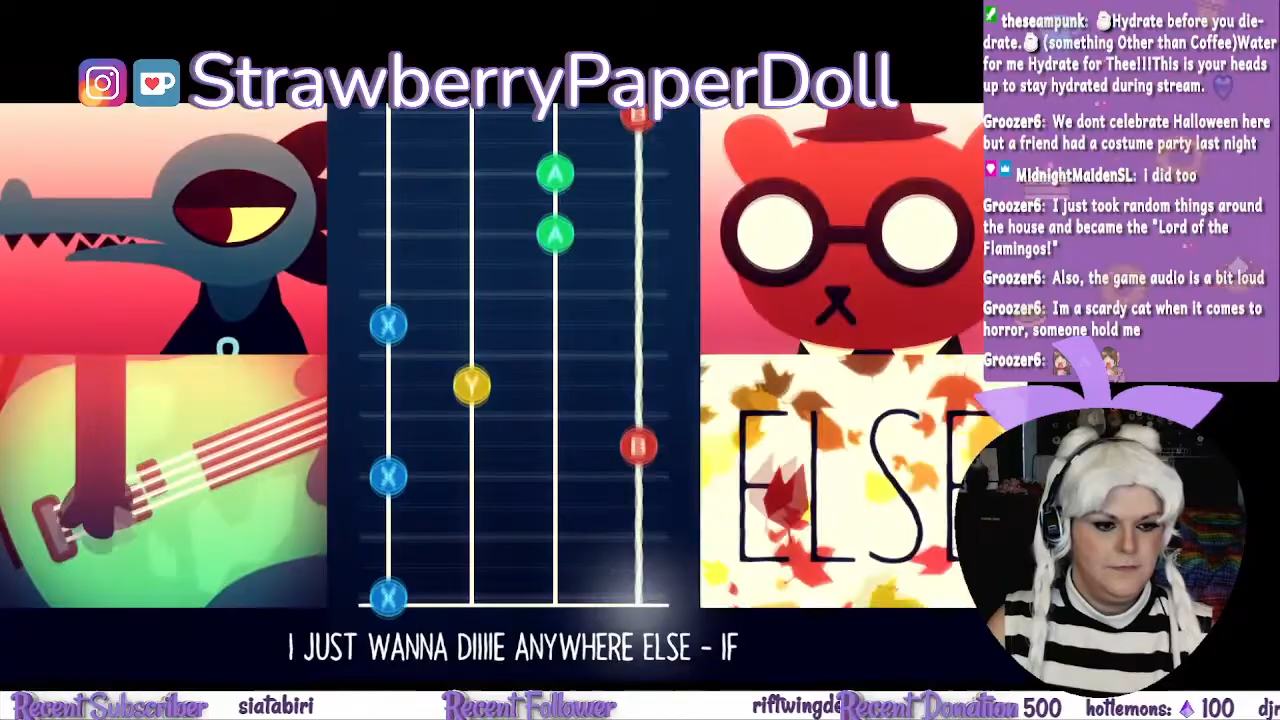 StrawberryPaperDoll
theseampunk: Hydrate before you die-
drate. (something Other than Coffee)Water
for me Hydrate for Thee!!!This is your heads
up to stay hydrated during stream.
Groozer6: We dont celebrate Halloween here
but a friend had a costume party last night
MidnightMaidenSL: i did too
Groozer6: I just took random things around
the house and became the "Lord of the
Flamingos!"
Groozer6: Also, the game audio is a bit loud
Groozer6: Im a scardy cat when it comes to
horror, someone hold me
Groozer6:
B
A
A
X
Y
B
X
X
ELSE
I JUST WANNA DIIIIE ANYWHERE ELSE - IF
Recent Subscriber siatabiri Recent Follower riftwingde Recent Donation 500 hotlemons: 100 djr